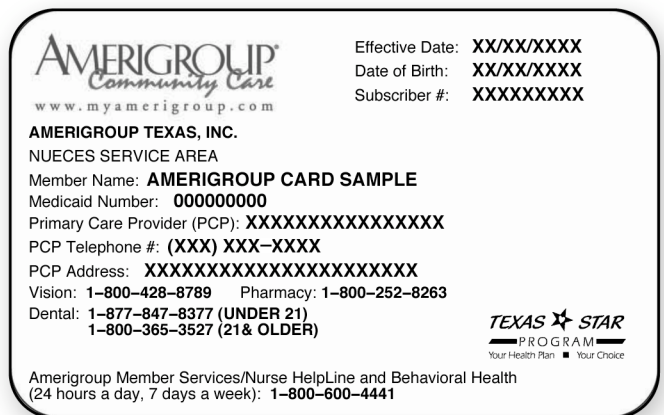 AMERIGROUP®
Community Care
www.myamerigroup.com
Effective Date: XX/XX/XXXX
Date of Birth: XX/XX/XXXX
Subscriber #: XXXXXXXXX
AMERIGROUP TEXAS, INC.
NUECES SERVICE AREA
Member Name: AMERIGROUP CARD SAMPLE
Medicaid Number: 000000000
Primary Care Provider (PCP): XXXXXXXXXXXXXXXX
PCP Telephone #: (XXX) XXX–XXXX
PCP Address: XXXXXXXXXXXXXXXXXXXXXX
Vision: 1–800–428–8789 Pharmacy: 1–800–252–8263
Dental: 1–877–847–8377 (UNDER 21)
1–800–365–3527 (21& OLDER)
TEXAS STAR
PROGRAM
Your Health Plan ■ Your Choice
Amerigroup Member Services/Nurse HelpLine and Behavioral Health
(24 hours a day, 7 days a week): 1–800–600–4441